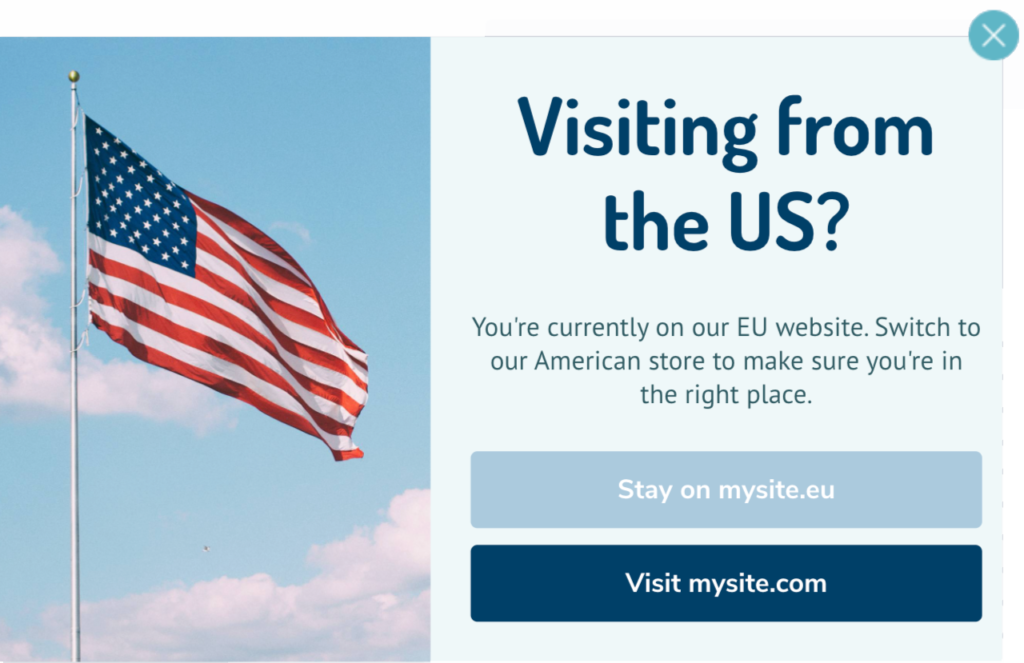 Visiting from
the US?
You're currently on our EU website. Switch to
our American store to make sure you're in
the right place.
Stay on mysite.eu
Visit mysite.com